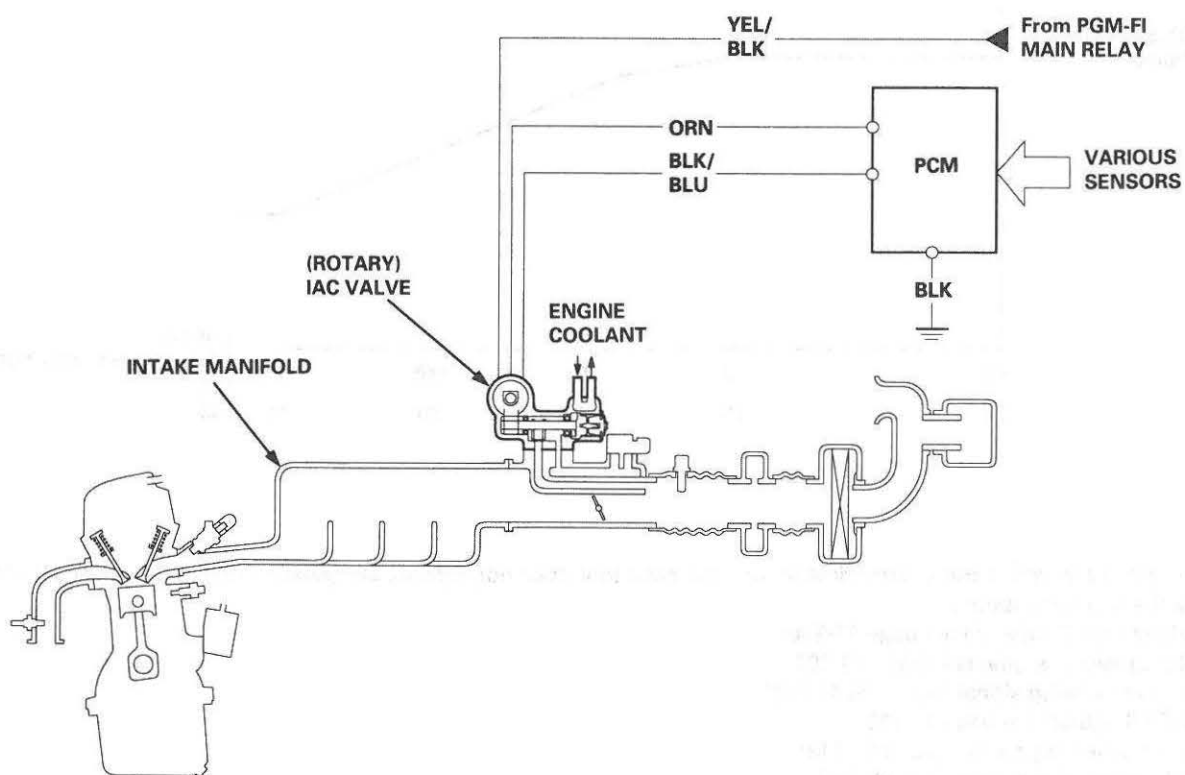 YEL/
BLK
From PGM-FI
MAIN RELAY
ORN
BLK/
BLU
PCM
VARIOUS
SENSORS
(ROTARY)
IAC VALVE
ENGINE
COOLANT
BLK
INTAKE MANIFOLD